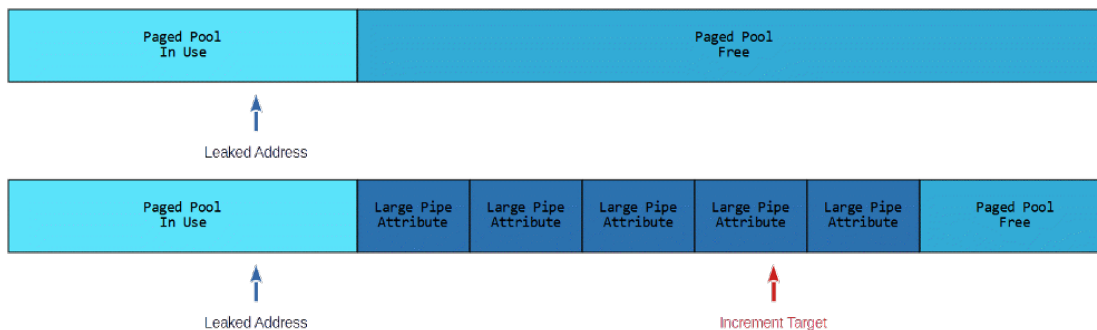 Paged Pool
In Use
Paged Pool
Free
Leaked Address
Paged Pool
In Use
Large Pipe
Attribute
Large Pipe
Attribute
Large Pipe
Attribute
Large Pipe
Attribute
Large Pipe
Attribute
Paged Pool
Free
Leaked Address
Increment Target